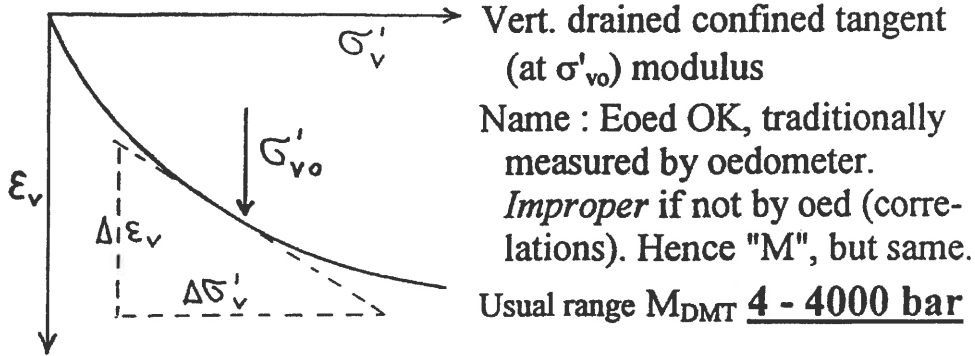 σ'v
σ'vo
εv
Δεv
Δσ'v
Vert. drained confined tangent
(at σ'vo) modulus
Name : Eoed OK, traditionally
measured by oedometer.
Improper if not by oed (corre-
lations). Hence "M", but same.
Usual range MDMT 4 - 4000 bar